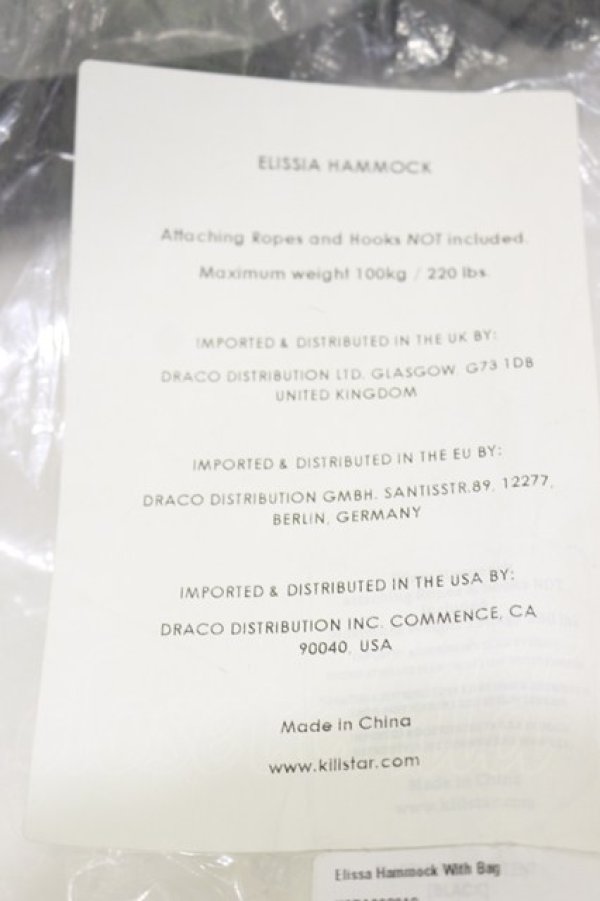 ELISSIA HAMMOCK
Attaching Ropes and Hooks NOT included.
Maximum weight 100kg / 220 lbs
IMPORTED & DISTRIBUTED IN THE UK BY:
DRACO DISTRIBUTION LTD. GLASGOW. G73 1DB
UNITED KINGDOM
IMPORTED & DISTRIBUTED IN THE EU BY:
DRACO DISTRIBUTION GMBH. SANTISSTR.89. 12277,
BERLIN, GERMANY
IMPORTED & DISTRIBUTED IN THE USA BY:
DRACO DISTRIBUTION INC. COMMENCE, CA
90040, USA
Made in China
www.killstar.com
Elissa Hammock With Bag